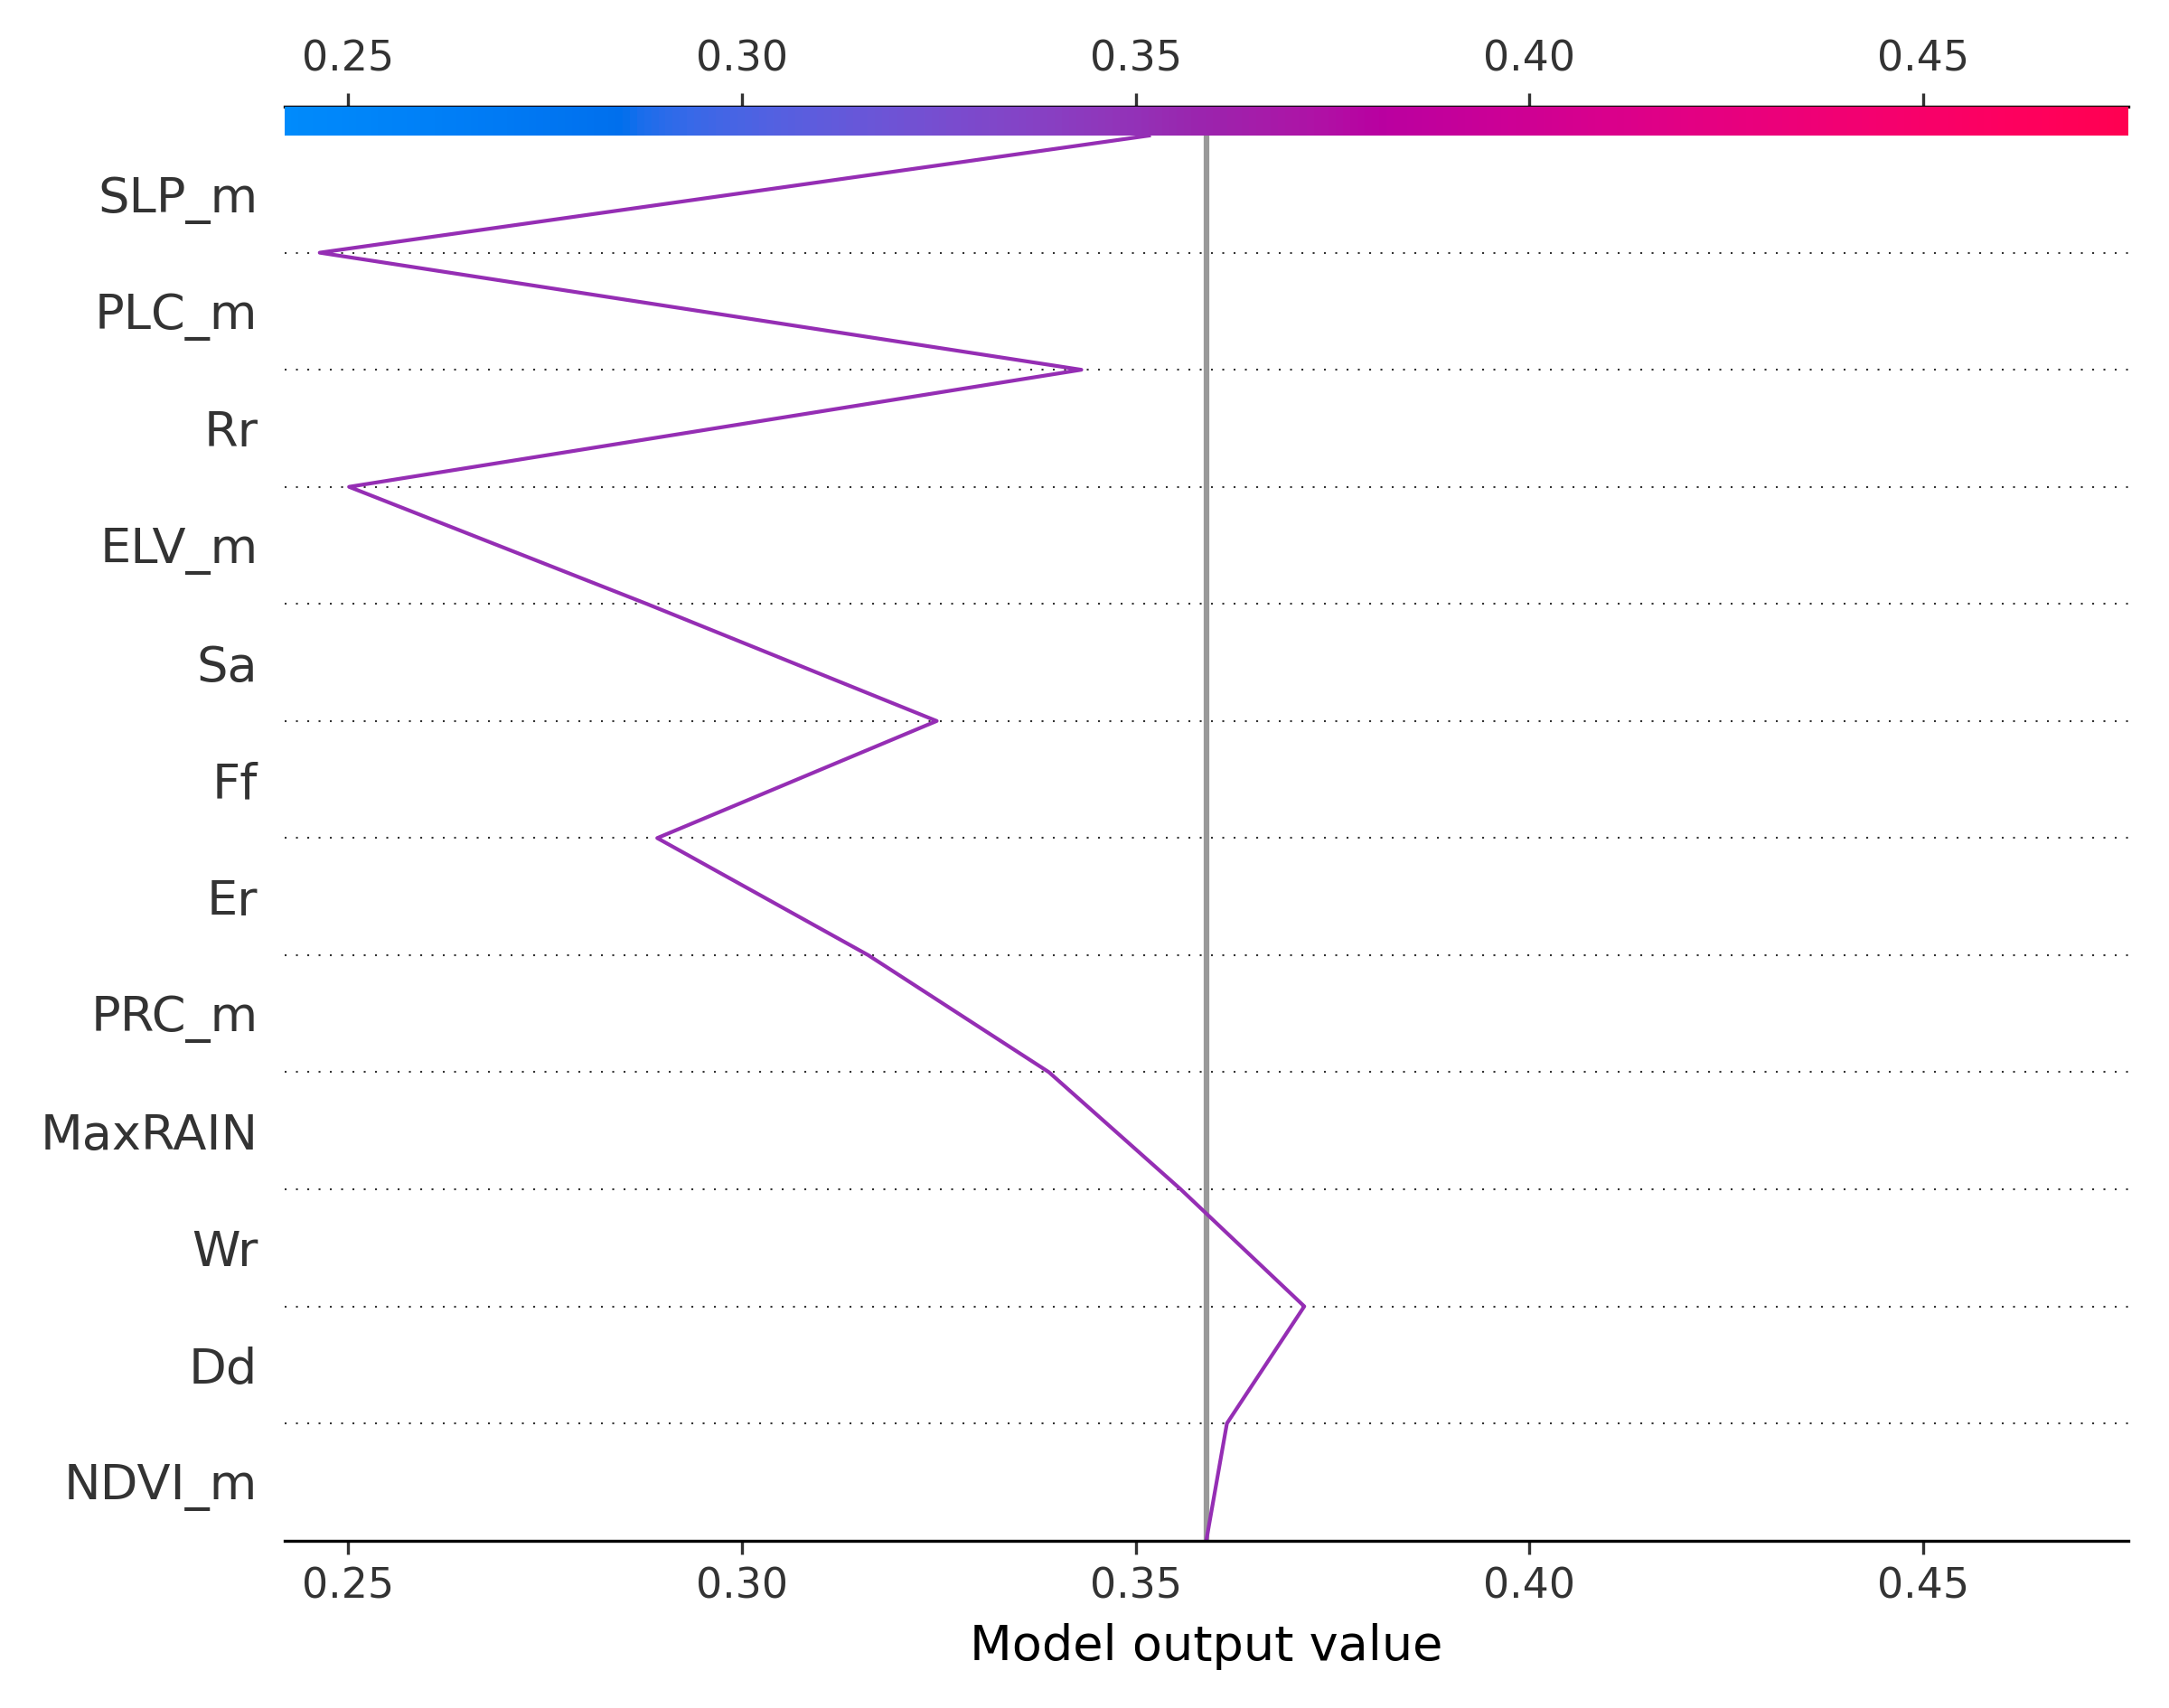 0.25 0.30 0.35 0.40 0.45
SLP_m
PLC_m
Rr
ELV_m
Sa
Ff
Er
PRC_m
MaxRAIN
Wr
Dd
NDVI_m
0.25 0.30 0.35 0.40 0.45
Model output value